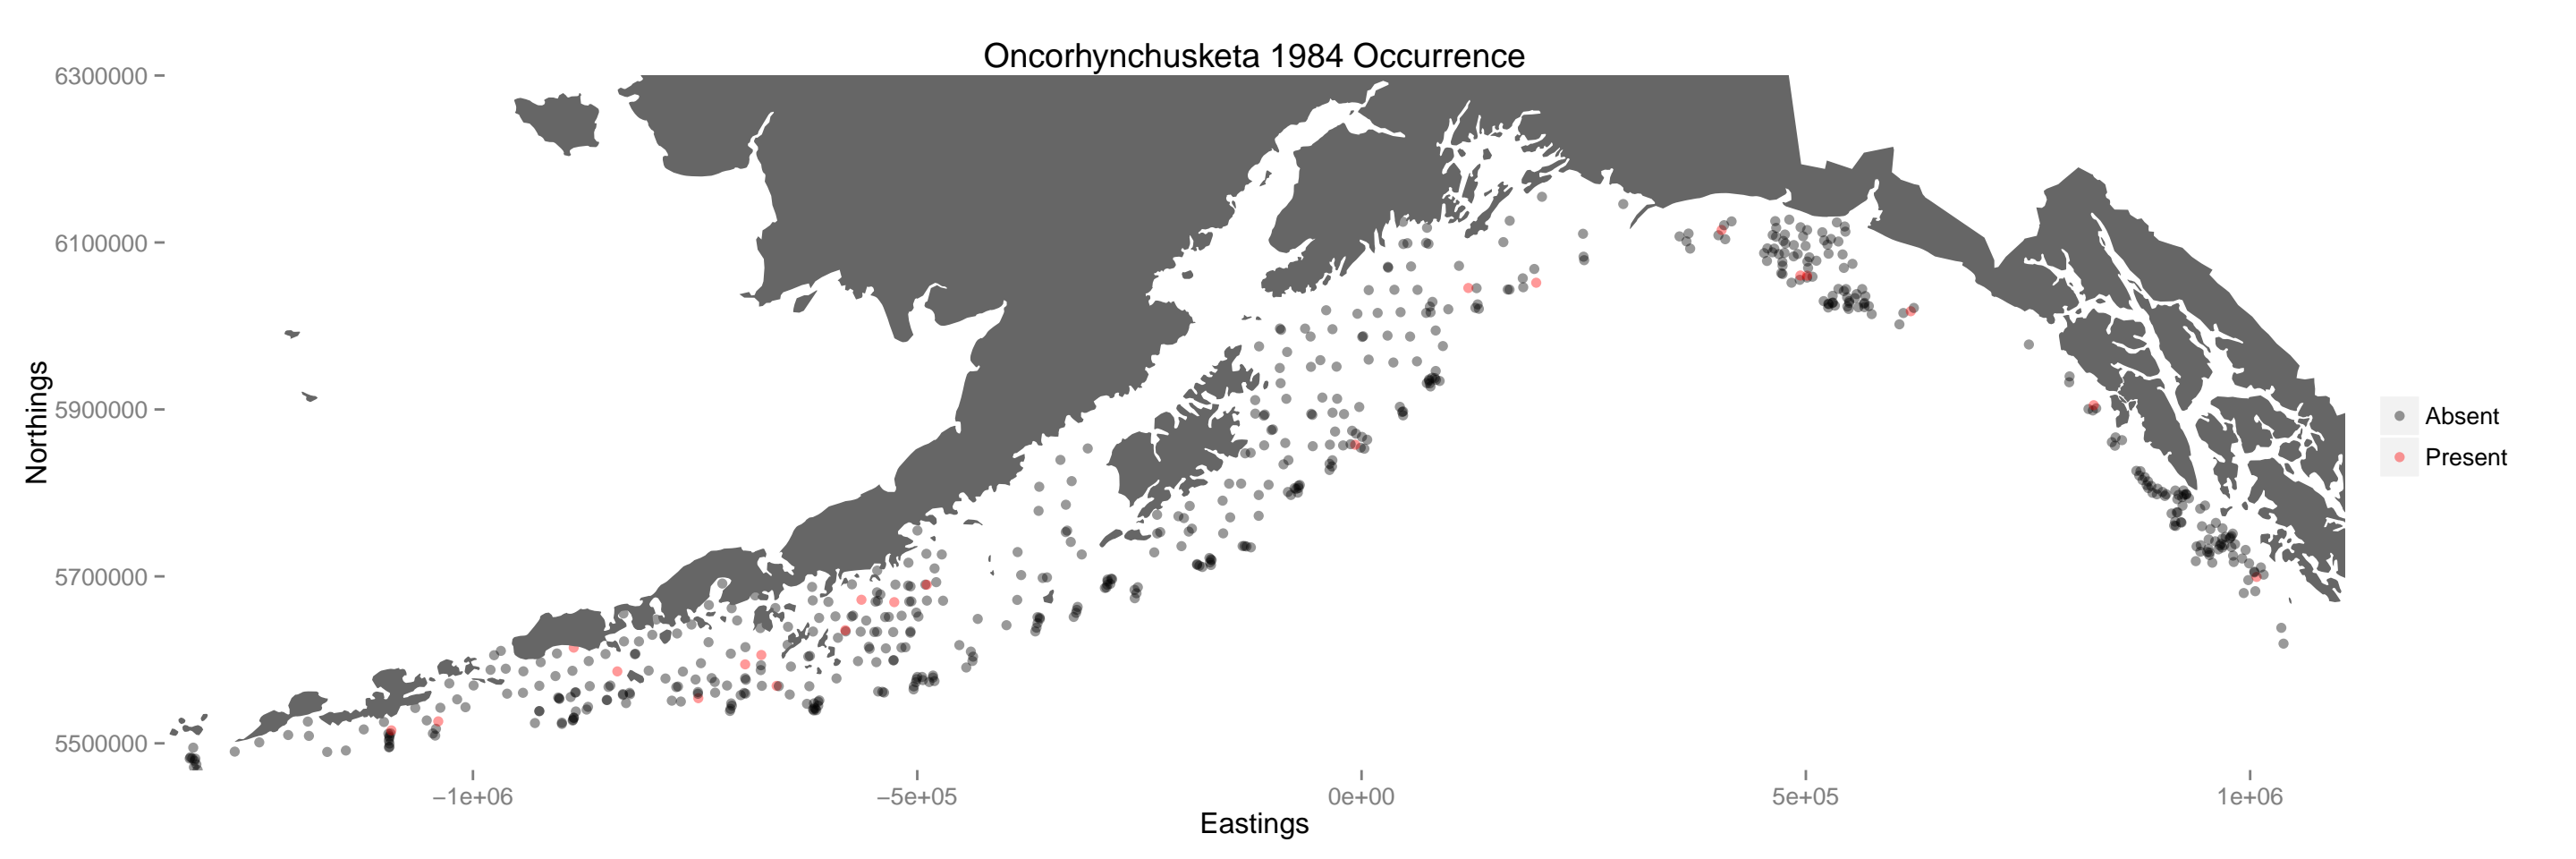 Oncorhynchusketa 1984 Occurrence
6300000
6100000
5900000
5700000
5500000
Northings
−1e+06
−5e+05
0e+00
5e+05
1e+06
Eastings
Absent
Present